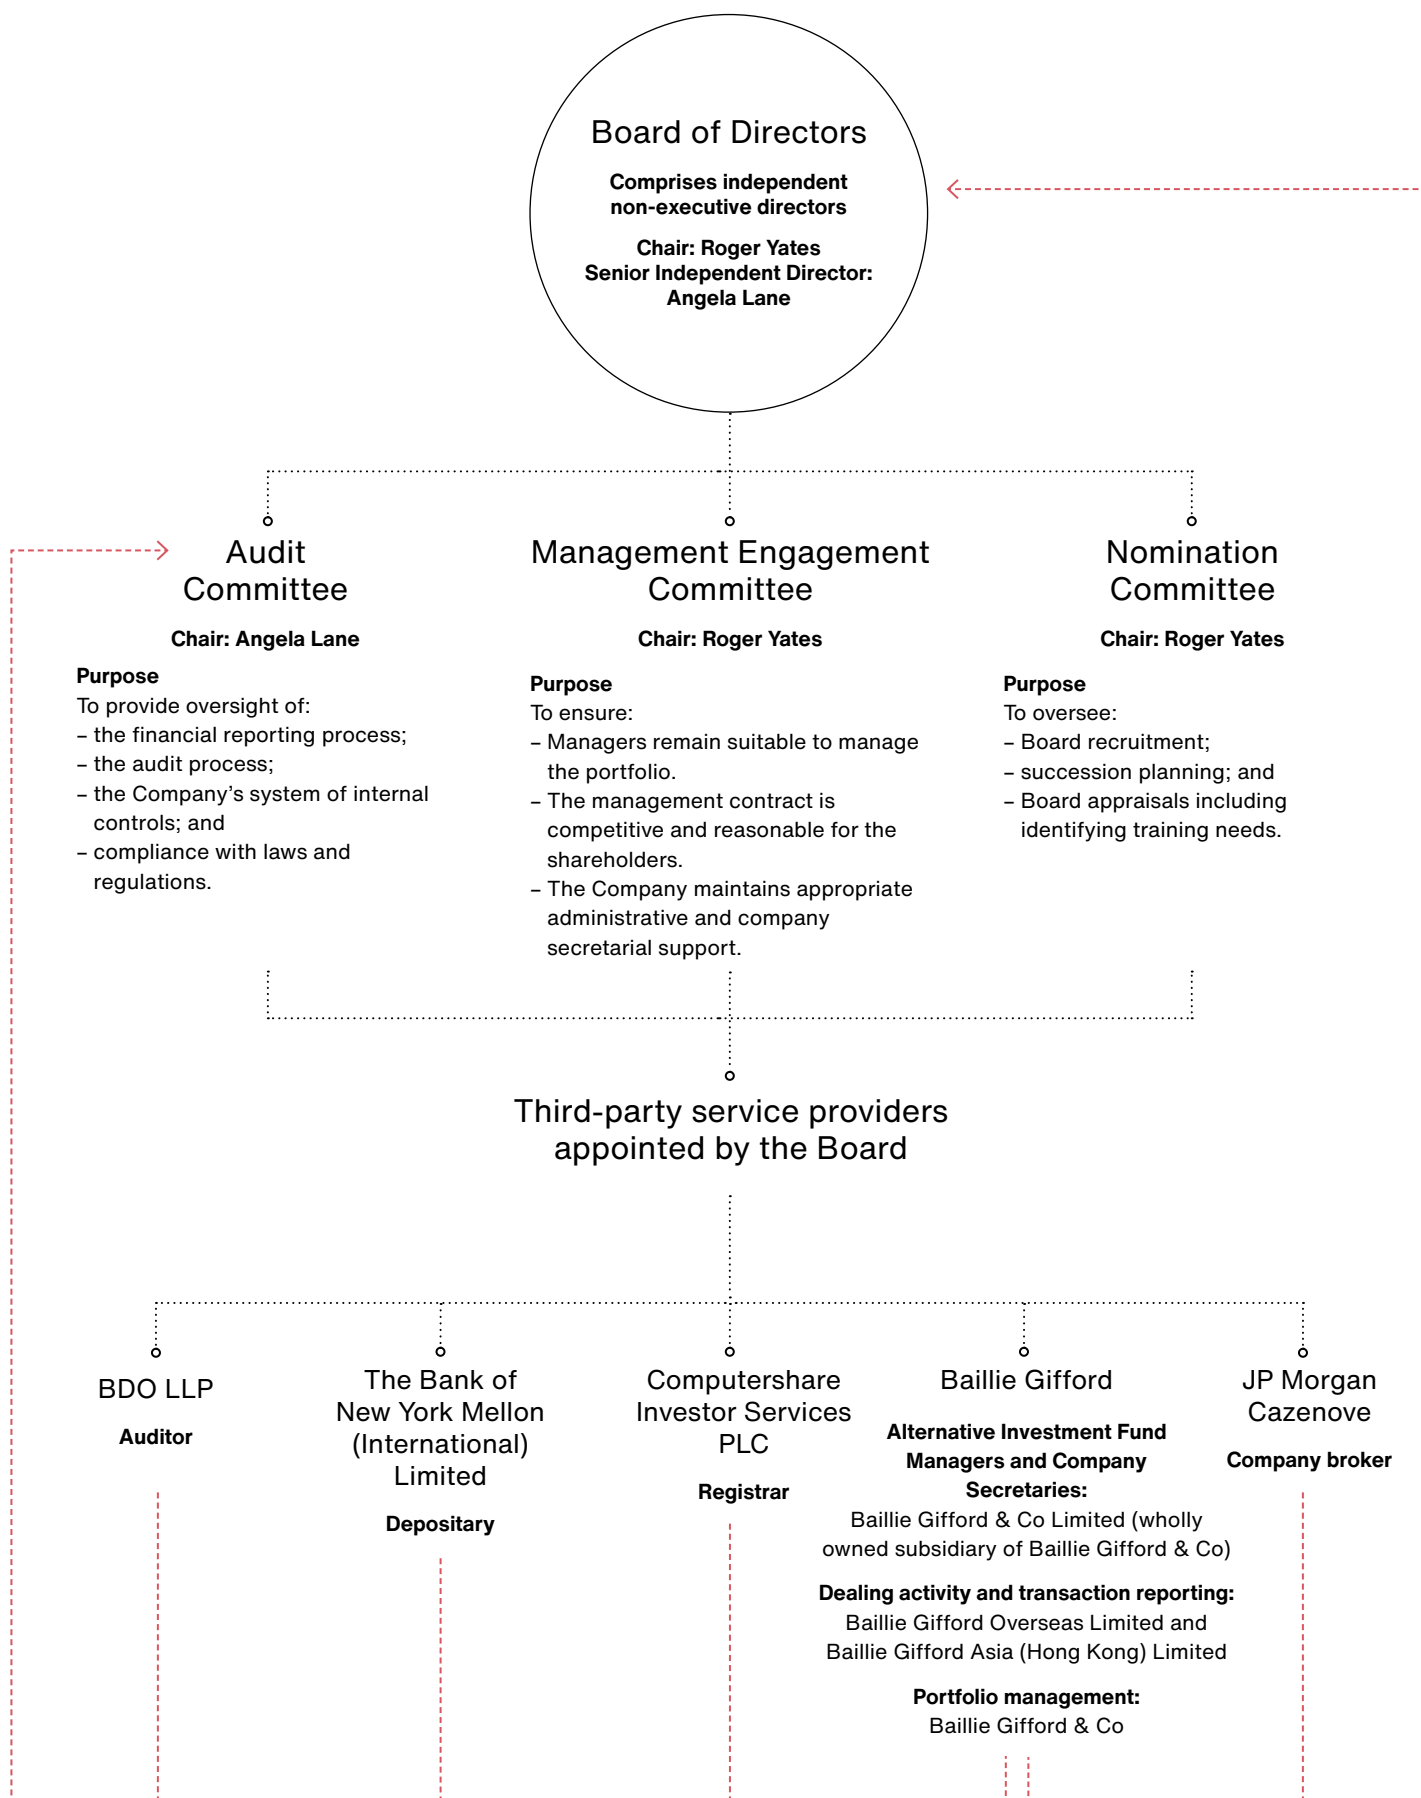 Board of Directors
Comprises independent
non-executive directors
Chair: Roger Yates
Senior Independent Director:
Angela Lane
Audit
Committee
Chair: Angela Lane
Purpose
To provide oversight of:
– the financial reporting process;
– the audit process;
– the Company’s system of internal
controls; and
– compliance with laws and
regulations.
Management Engagement
Committee
Chair: Roger Yates
Purpose
To ensure:
– Managers remain suitable to manage
the portfolio.
– The management contract is
competitive and reasonable for the
shareholders.
– The Company maintains appropriate
administrative and company
secretarial support.
Nomination
Committee
Chair: Roger Yates
Purpose
To oversee:
– Board recruitment;
– succession planning; and
– Board appraisals including
identifying training needs.
Third-party service providers
appointed by the Board
BDO LLP
Auditor
The Bank of
New York Mellon
(International)
Limited
Depositary
Computershare
Investor Services
PLC
Registrar
Baillie Gifford
Alternative Investment Fund
Managers and Company
Secretaries:
Baillie Gifford & Co Limited (wholly
owned subsidiary of Baillie Gifford & Co)
Dealing activity and transaction reporting:
Baillie Gifford Overseas Limited and
Baillie Gifford Asia (Hong Kong) Limited
Portfolio management:
Baillie Gifford & Co
JP Morgan
Cazenove
Company broker